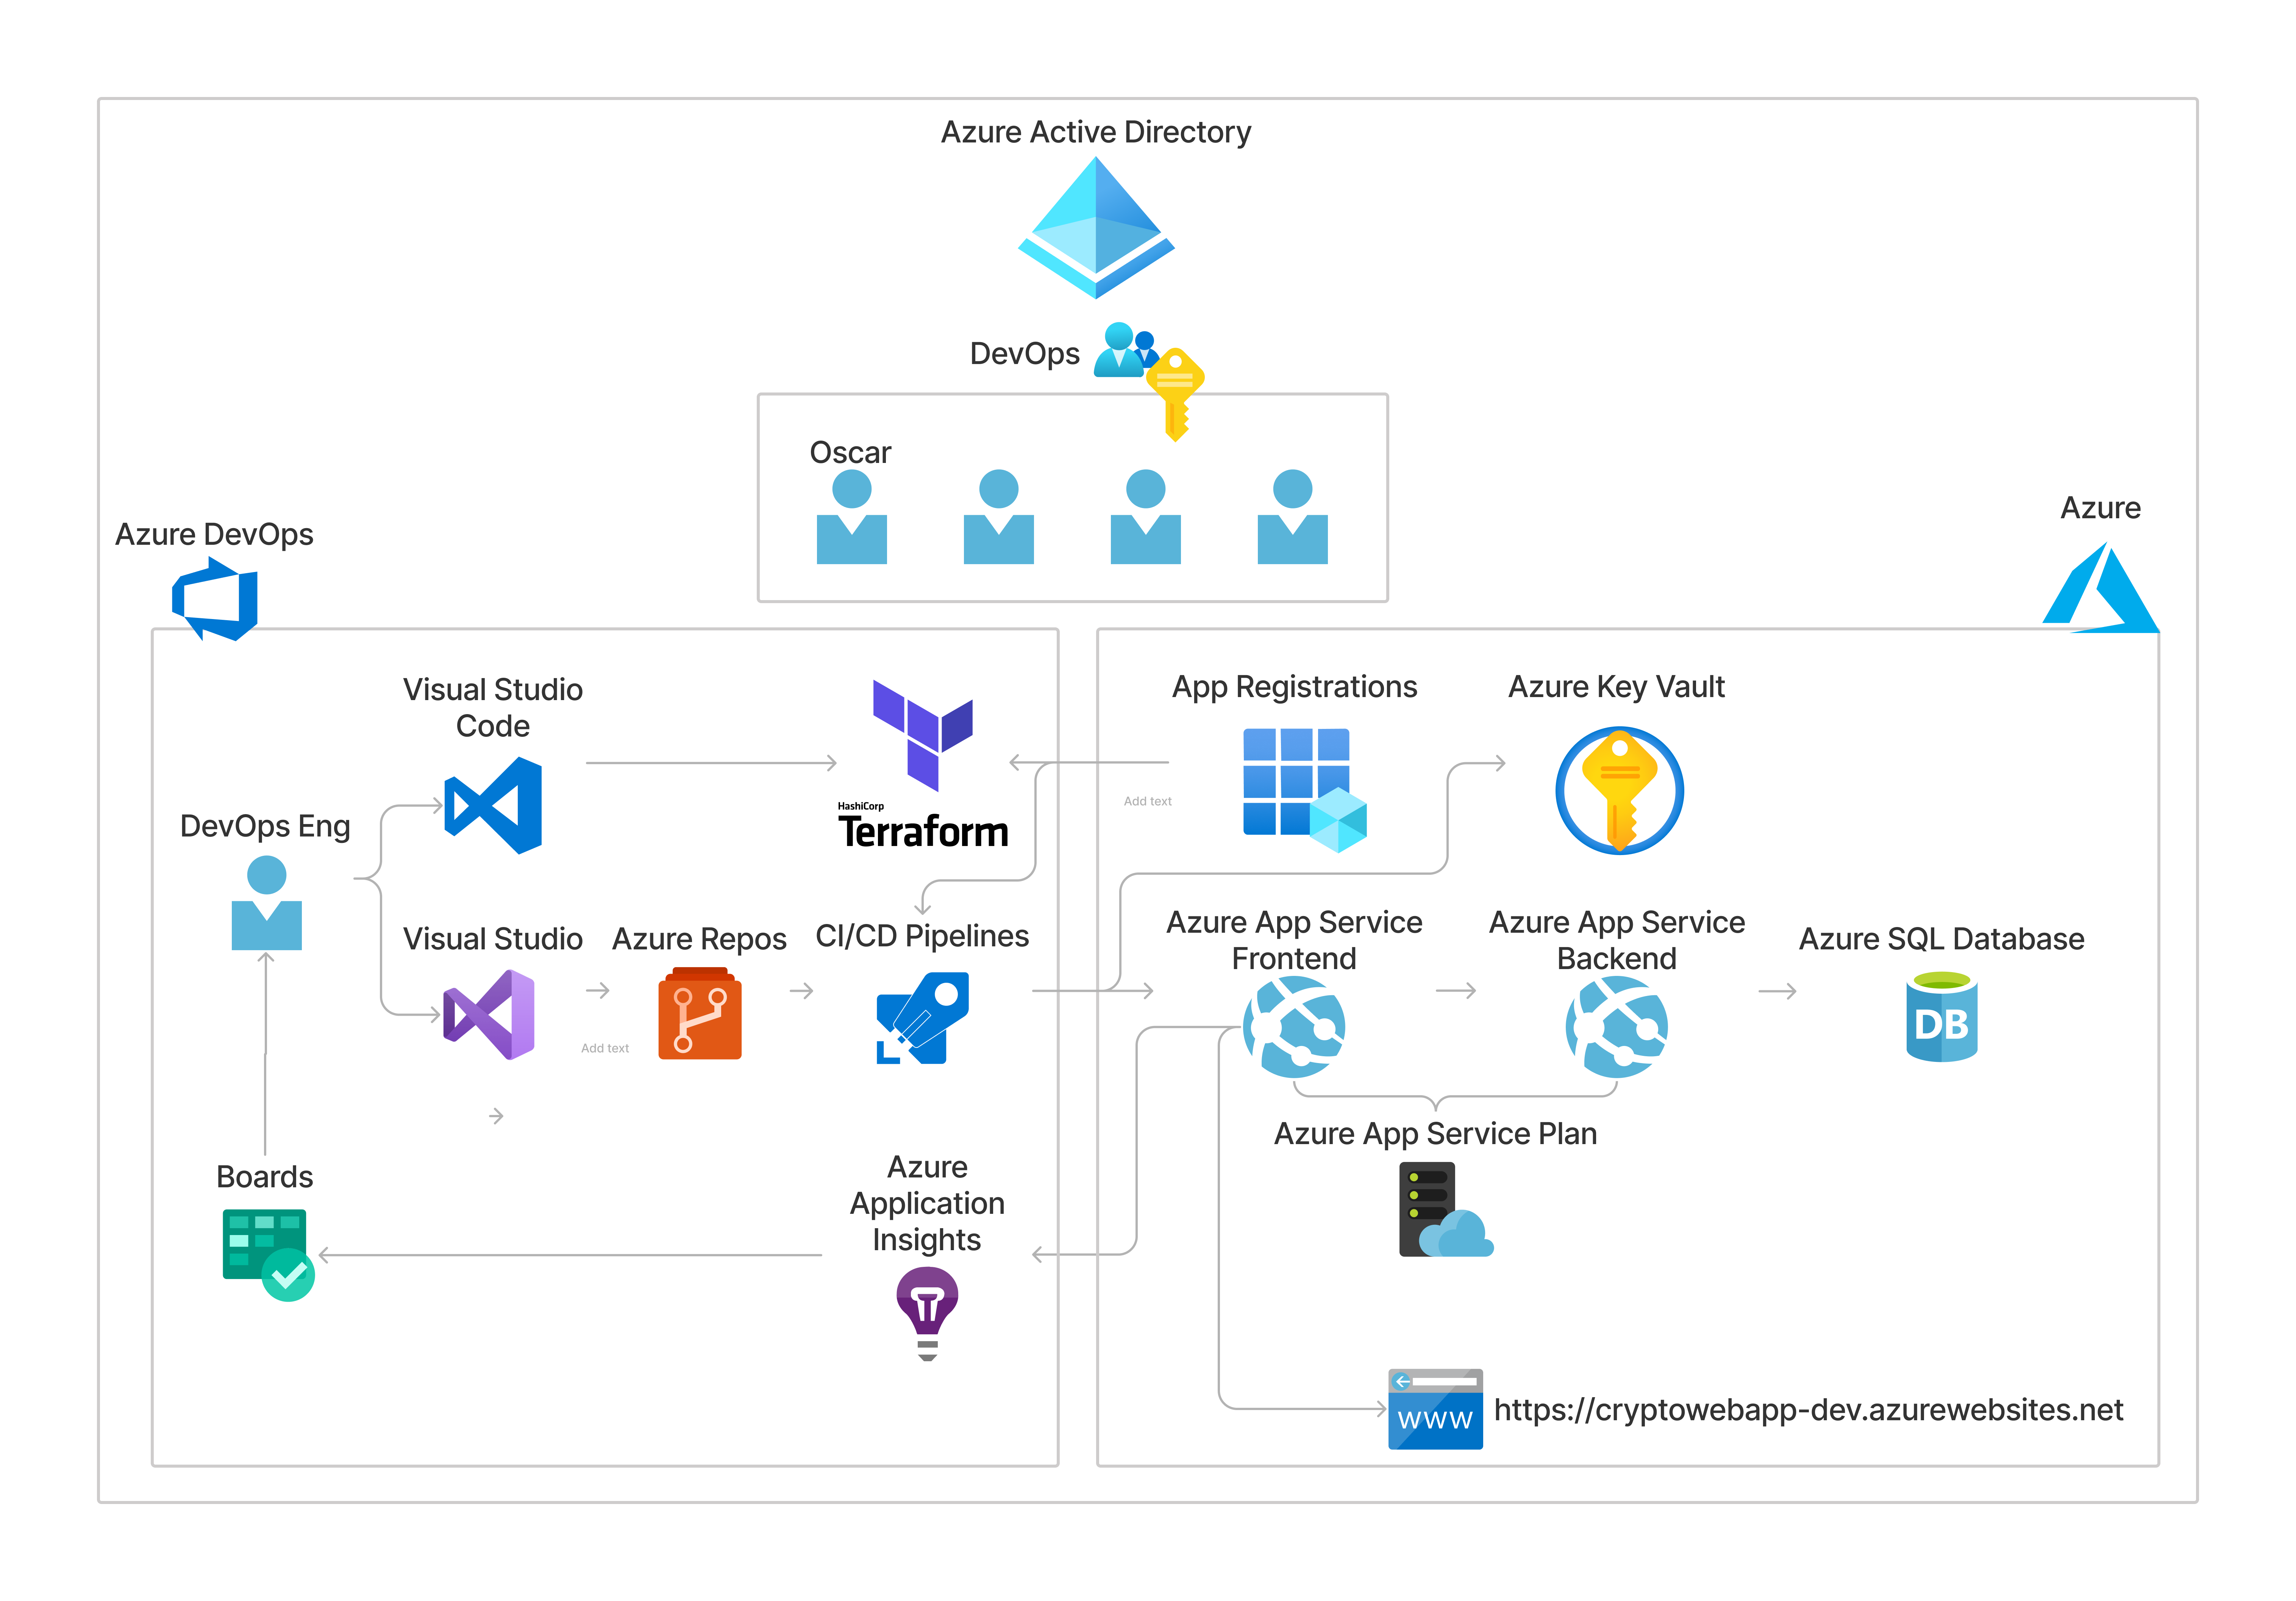 Azure Active Directory
DevOps
Oscar
Azure DevOps
Azure
Visual Studio
Code
HashiCorp
Terraform
App Registrations
Azure Key Vault
Add text
DevOps Eng
Visual Studio
Azure Repos
CI/CD Pipelines
Add text
Azure App Service
Frontend
Azure App Service
Backend
Azure SQL Database
DB
Azure App Service Plan
Boards
Azure
Application
Insights
www
https://cryptowebapp-dev.azurewebsites.net